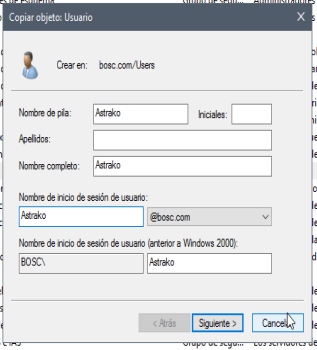 Copiar objeto: Usuario X
Crear en: bosc.com/Users
Nombre de pila: Astrako Iniciales:
Apellidos:
Nombre completo: Astrako
Nombre de inicio de sesión de usuario:
Astrako @bosc.com
Nombre de inicio de sesión de usuario (anterior a Windows 2000):
BOSC\ Astrako
< Atrás Siguiente > Cancelar